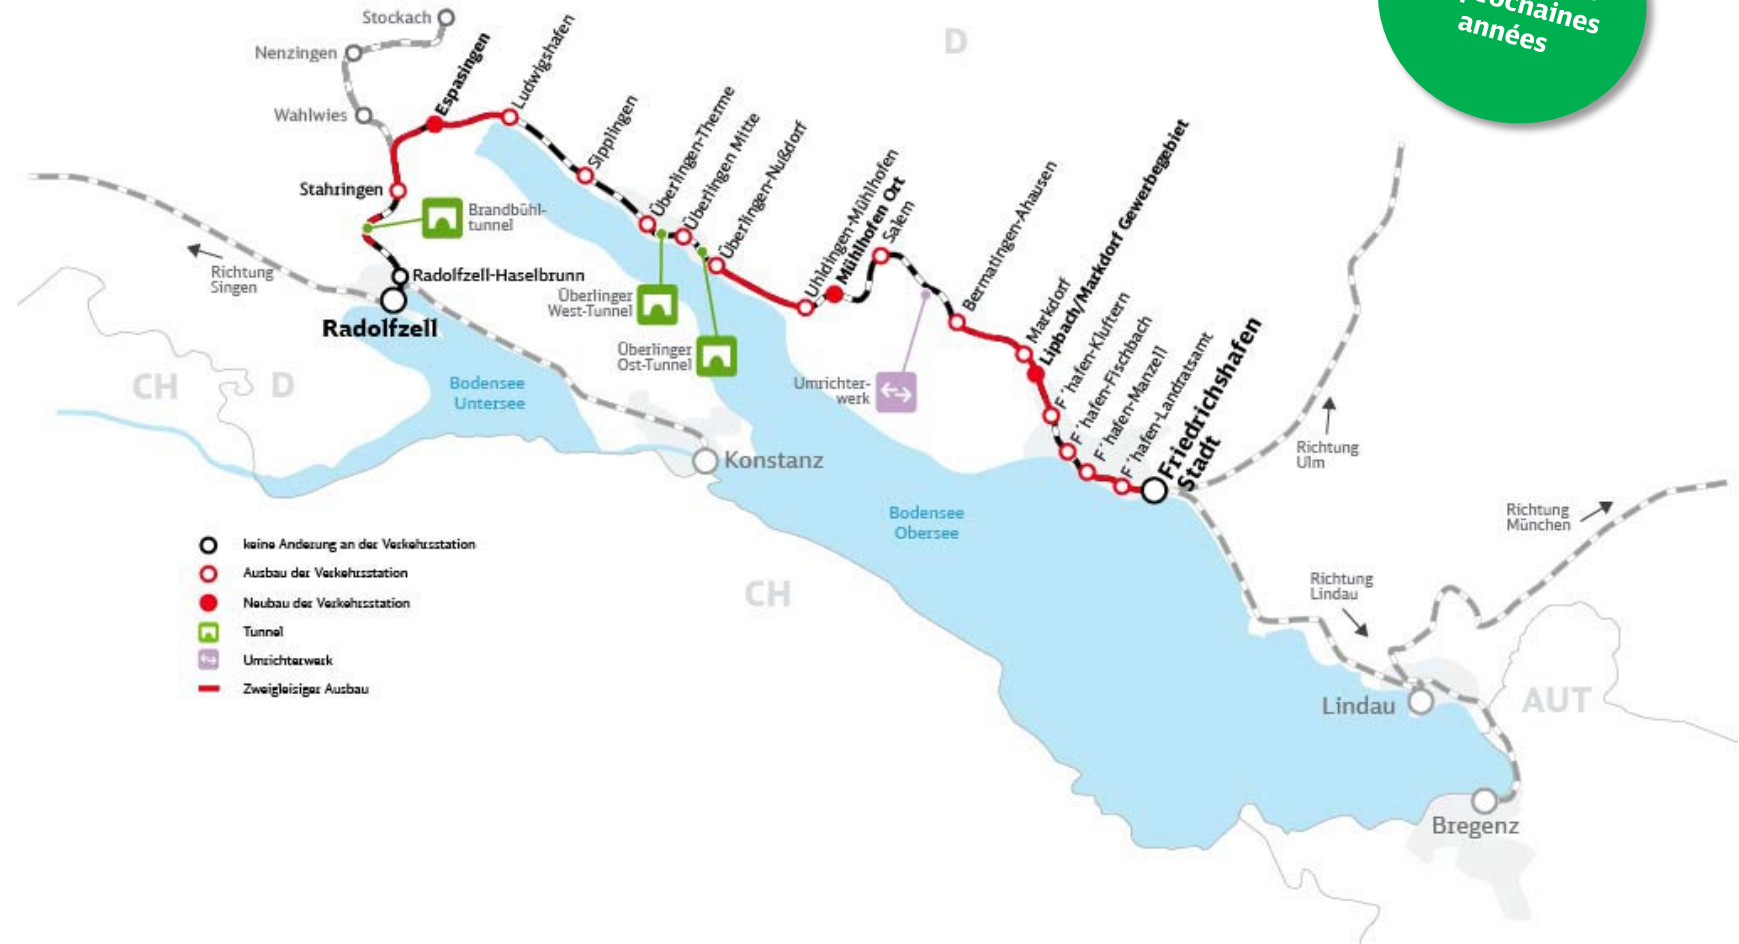 prochaines
années
Stockach
Nenzingen
Wahlwies
Espasingen
Ludwigshafen
Sipplingen
Überlingen-Therme
Überlingen Mitte
Überlingen-Nußdorf
Uhldingen-Mühlhofen
Mühlhofen Ort
Salem
Bermatingen-Ahausen
Markdorf
Lipbach/Markdorf Gewerbegebiet
F´hafen-Kluftern
F´hafen-Fischbach
F´hafen-Manzell
F´hafen-Landratsamt
Friedrichshafen
Stadt
D
Stahringen
Brandbühl-
tunnel
Richtung
Singen
Radolfzell-Haselbrunn
Radolfzell
Überlinger
West-Tunnel
Überlinger
Ost-Tunnel
Umrichter-
werk
CH
D
Bodensee
Untersee
Konstanz
Richtung
Ulm
Bodensee
Obersee
Richtung
München
Richtung
Lindau
CH
keine Anderung an der Verkehrsstation
Ausbau der Verkehrsstation
Neubau der Verkehrsstation
Tunnel
Umrichterwerk
Zweigleisiger Ausbau
Lindau
AUT
Bregenz